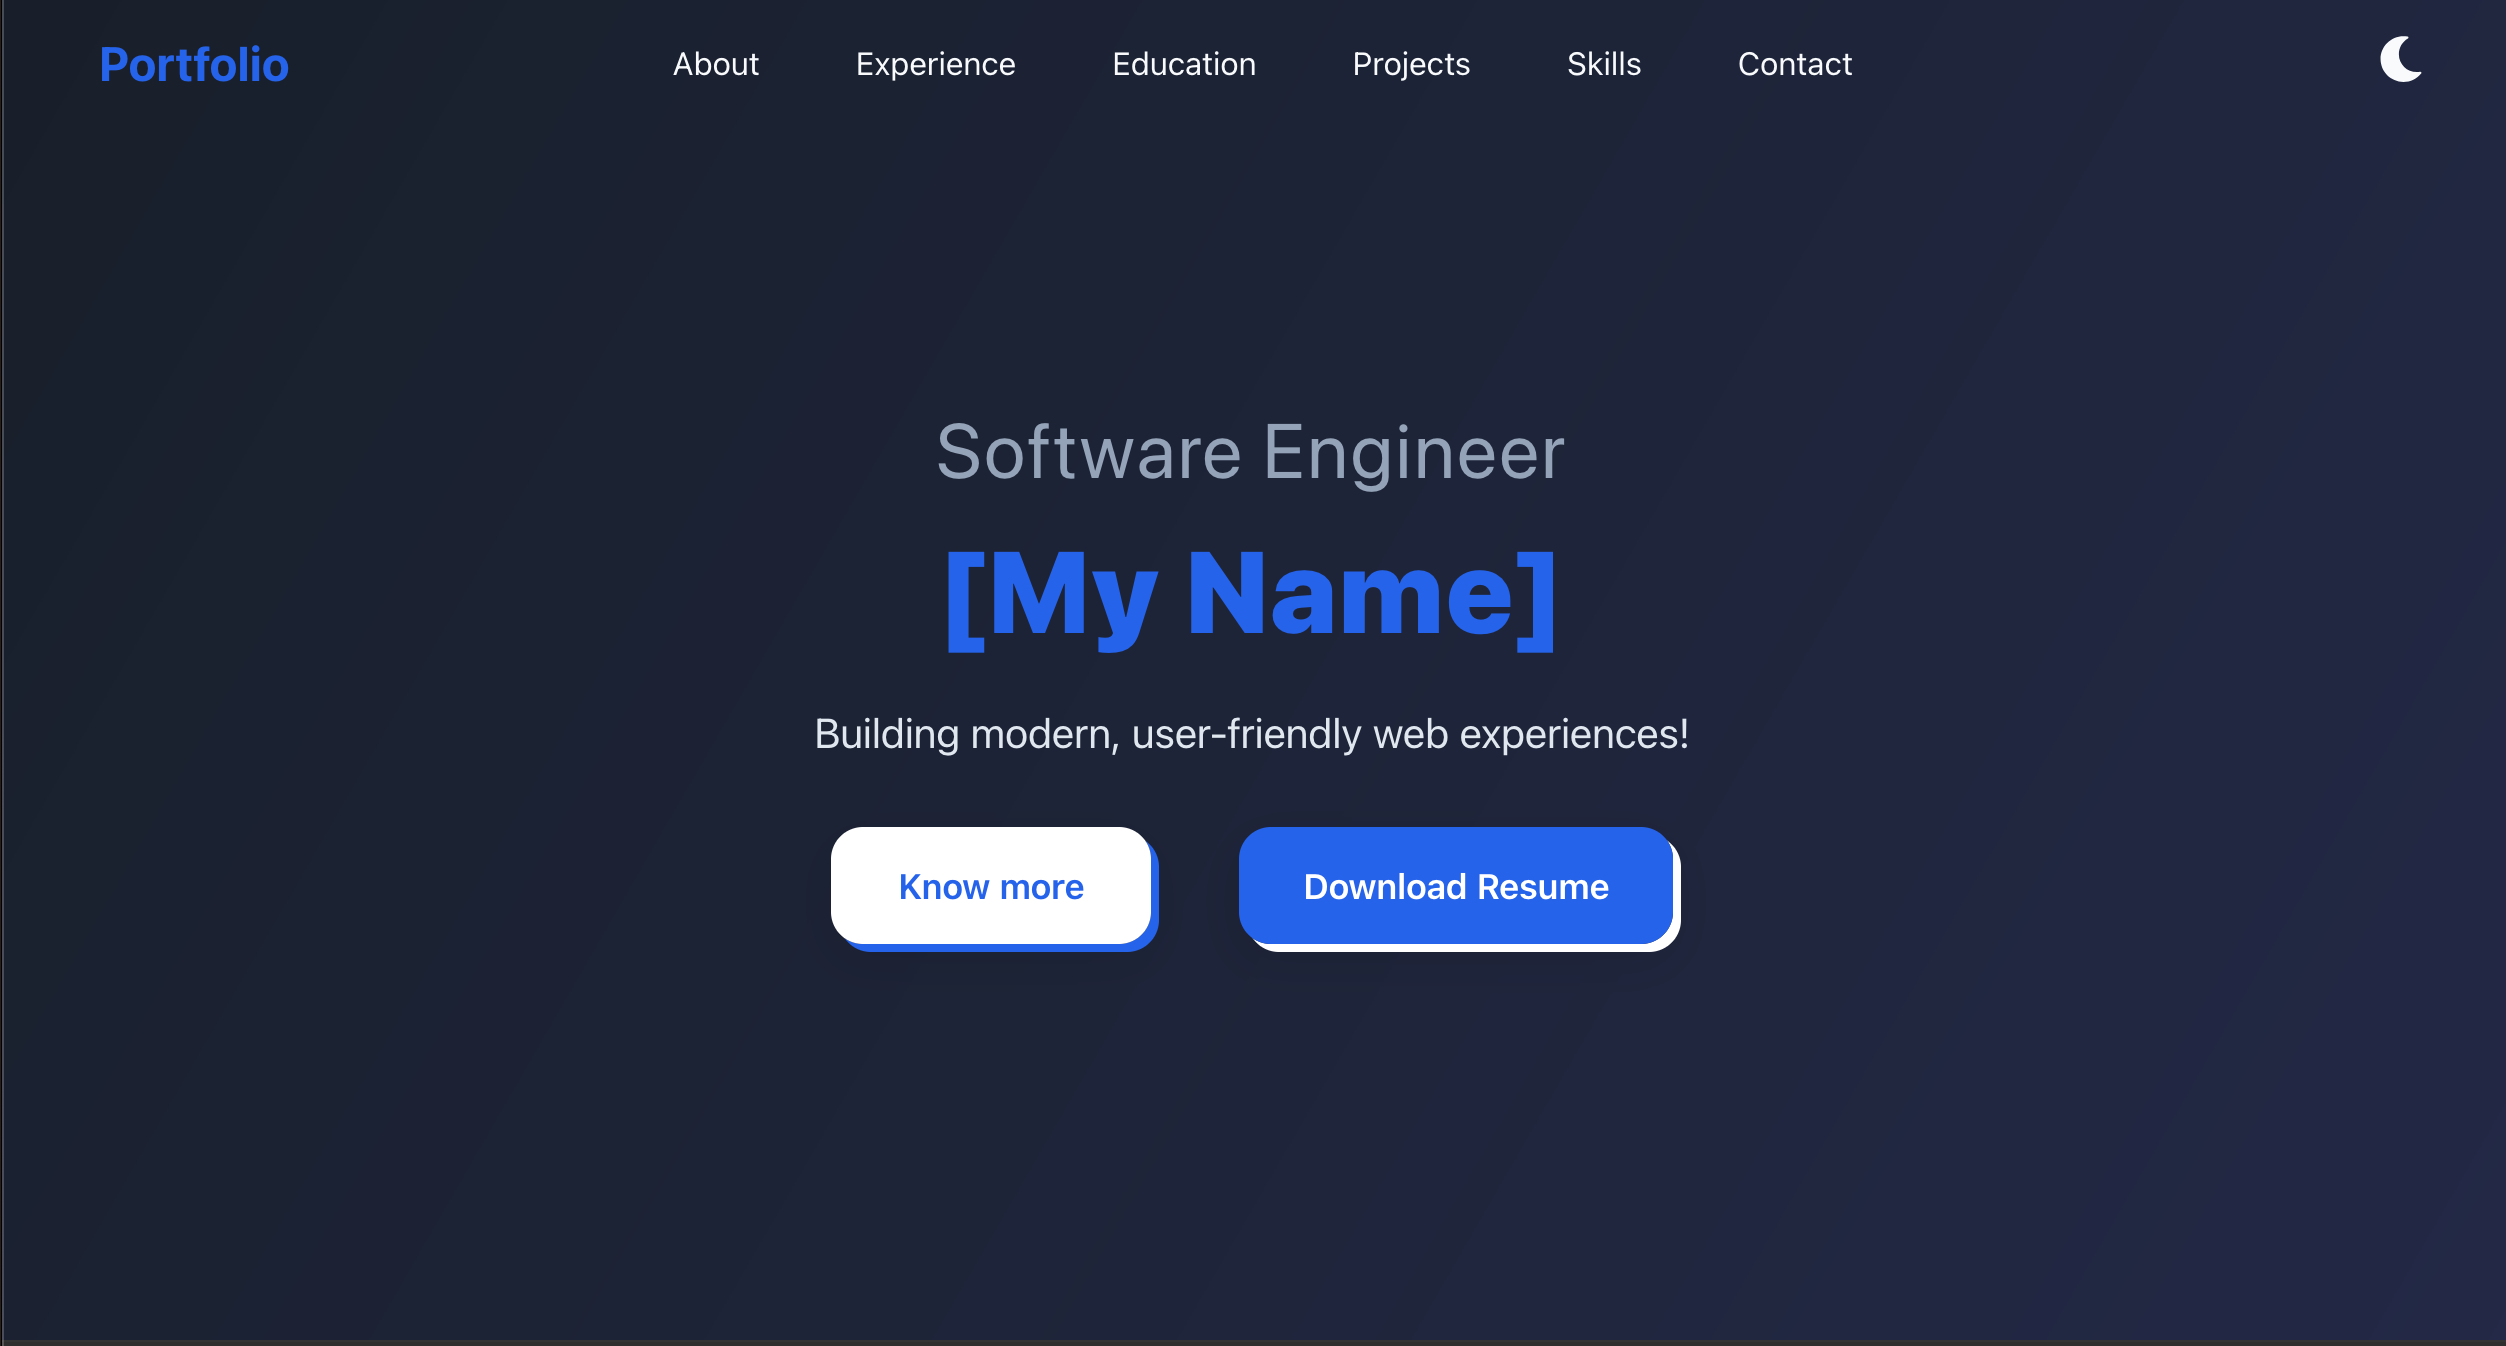 Portfolio About Experience Education Projects Skills Contact
Software Engineer
[My Name]
Building modern, user-friendly web experiences!
Know more Download Resume